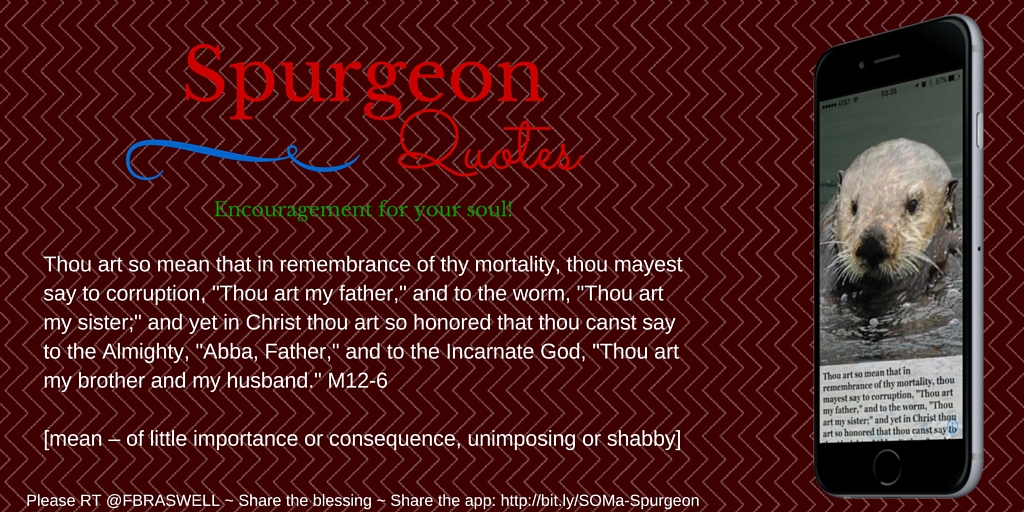 Spurgeon
Quotes
Encouragement for your soul!
Thou art so mean that in remembrance of thy mortality, thou mayest
say to corruption, "Thou art my father," and to the worm, "Thou art
my sister;" and yet in Christ thou art so honored that thou canst say
to the Almighty, "Abba, Father," and to the Incarnate God, "Thou art
my brother and my husband." M12-6
[mean – of little importance or consequence, unimposing or shabby]
Please RT @FBRASWELL ~ Share the blessing ~ Share the app: http://bit.ly/SOMa-Spurgeon
AT&T 03:35 57%
Thou art so mean that in
remembrance of thy mortality, thou
mayest to corruption, "Thou art
my father," and to the worm, "Thou
art my sister;" and yet in Christ thou
art so honored that thou canst say to